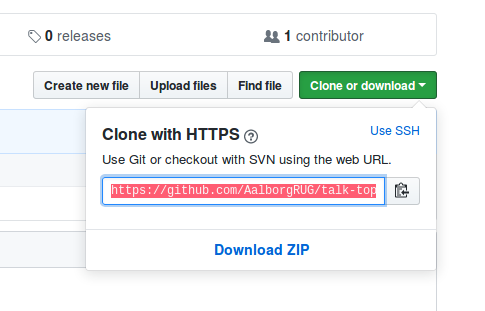 0 releases
1 contributor
Create new file
Upload files
Find file
Clone or download
Clone with HTTPS
Use SSH
Use Git or checkout with SVN using the web URL.
https://github.com/AalborgRUG/talk-top
Download ZIP